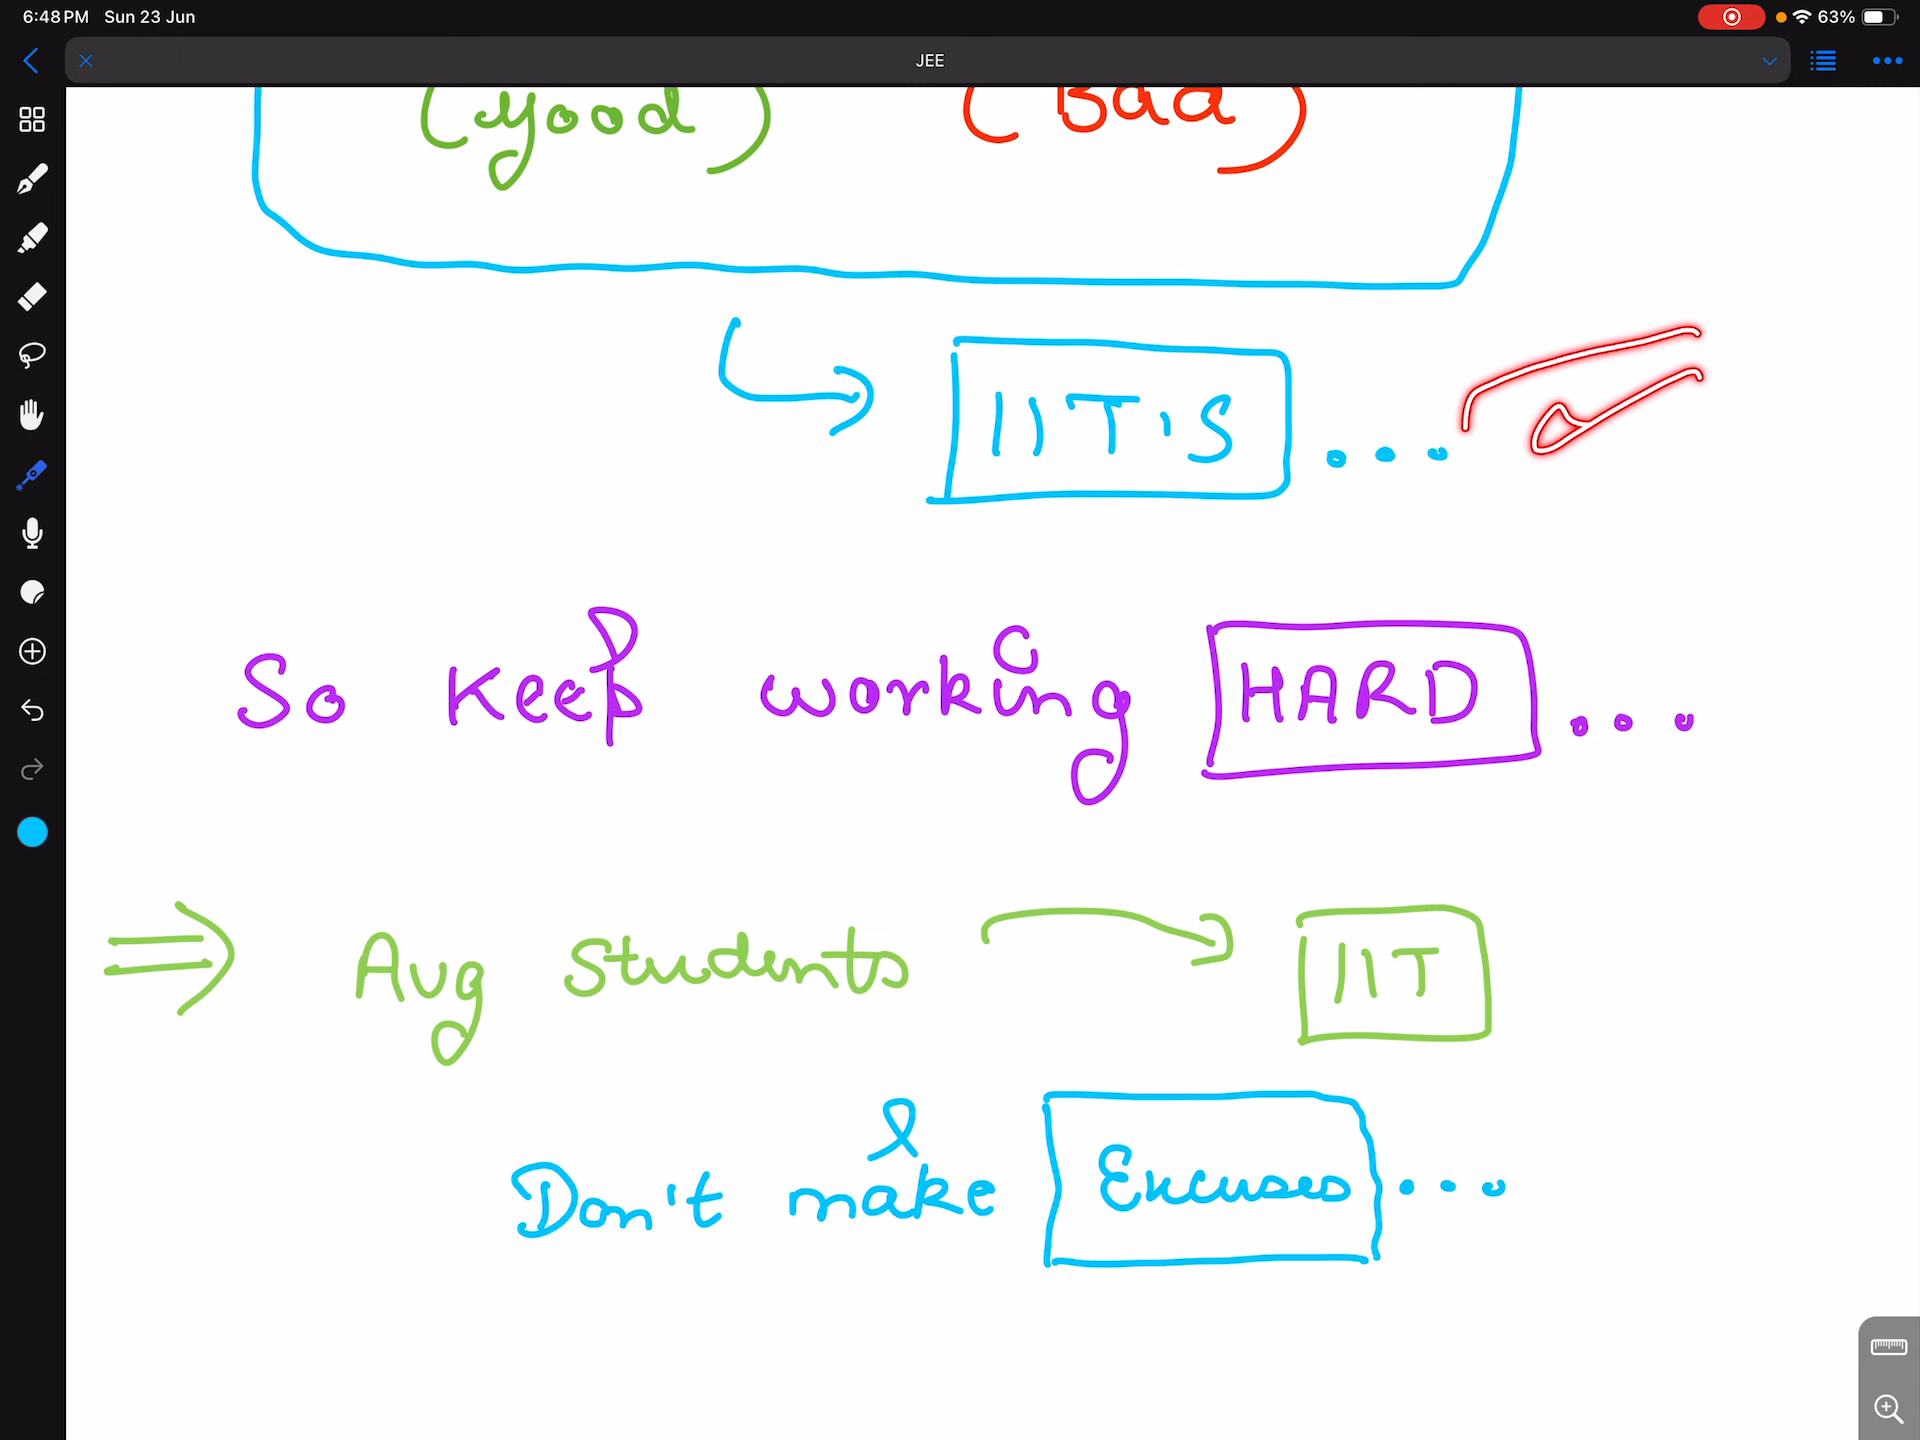 6:48 PM Sun 23 Jun 63%
JEE
(Good) (Bad)
IIT'S ...
So Keep working HARD ...
⇒ Avg Students → IIT
Don't make Excuses ...